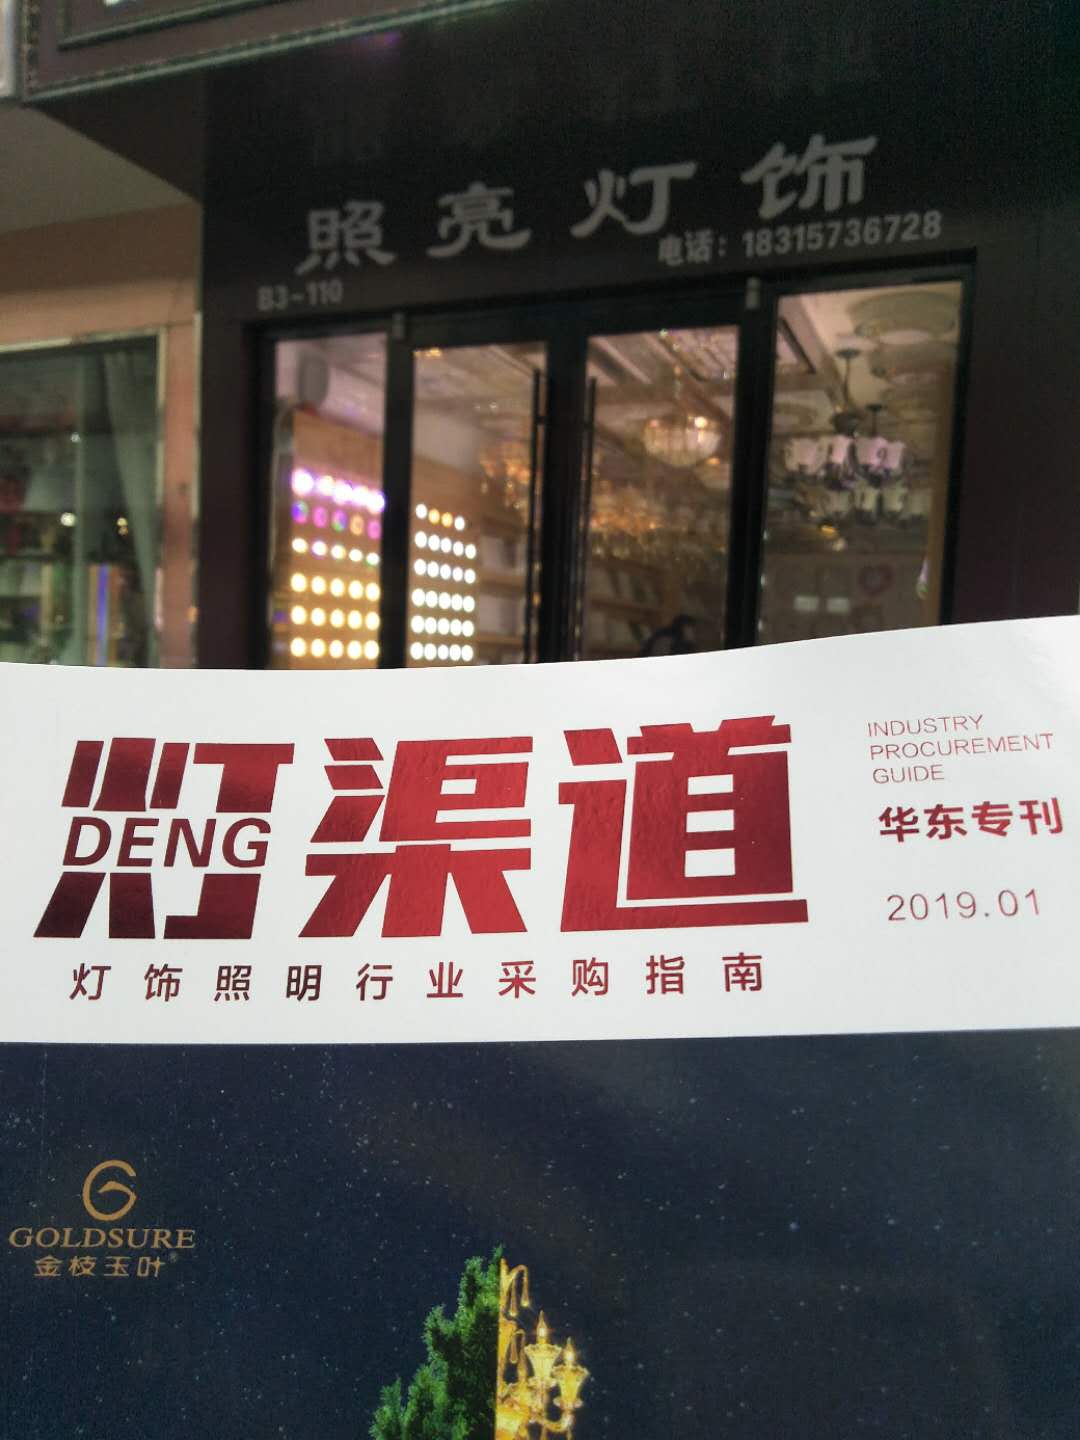 照亮灯饰
电话：18315736728
B3-110
灯渠道
DENG
INDUSTRY
PROCUREMENT
GUIDE
华东专刊
2019.01
灯饰照明行业采购指南
GOLDSURE
金枝玉叶®